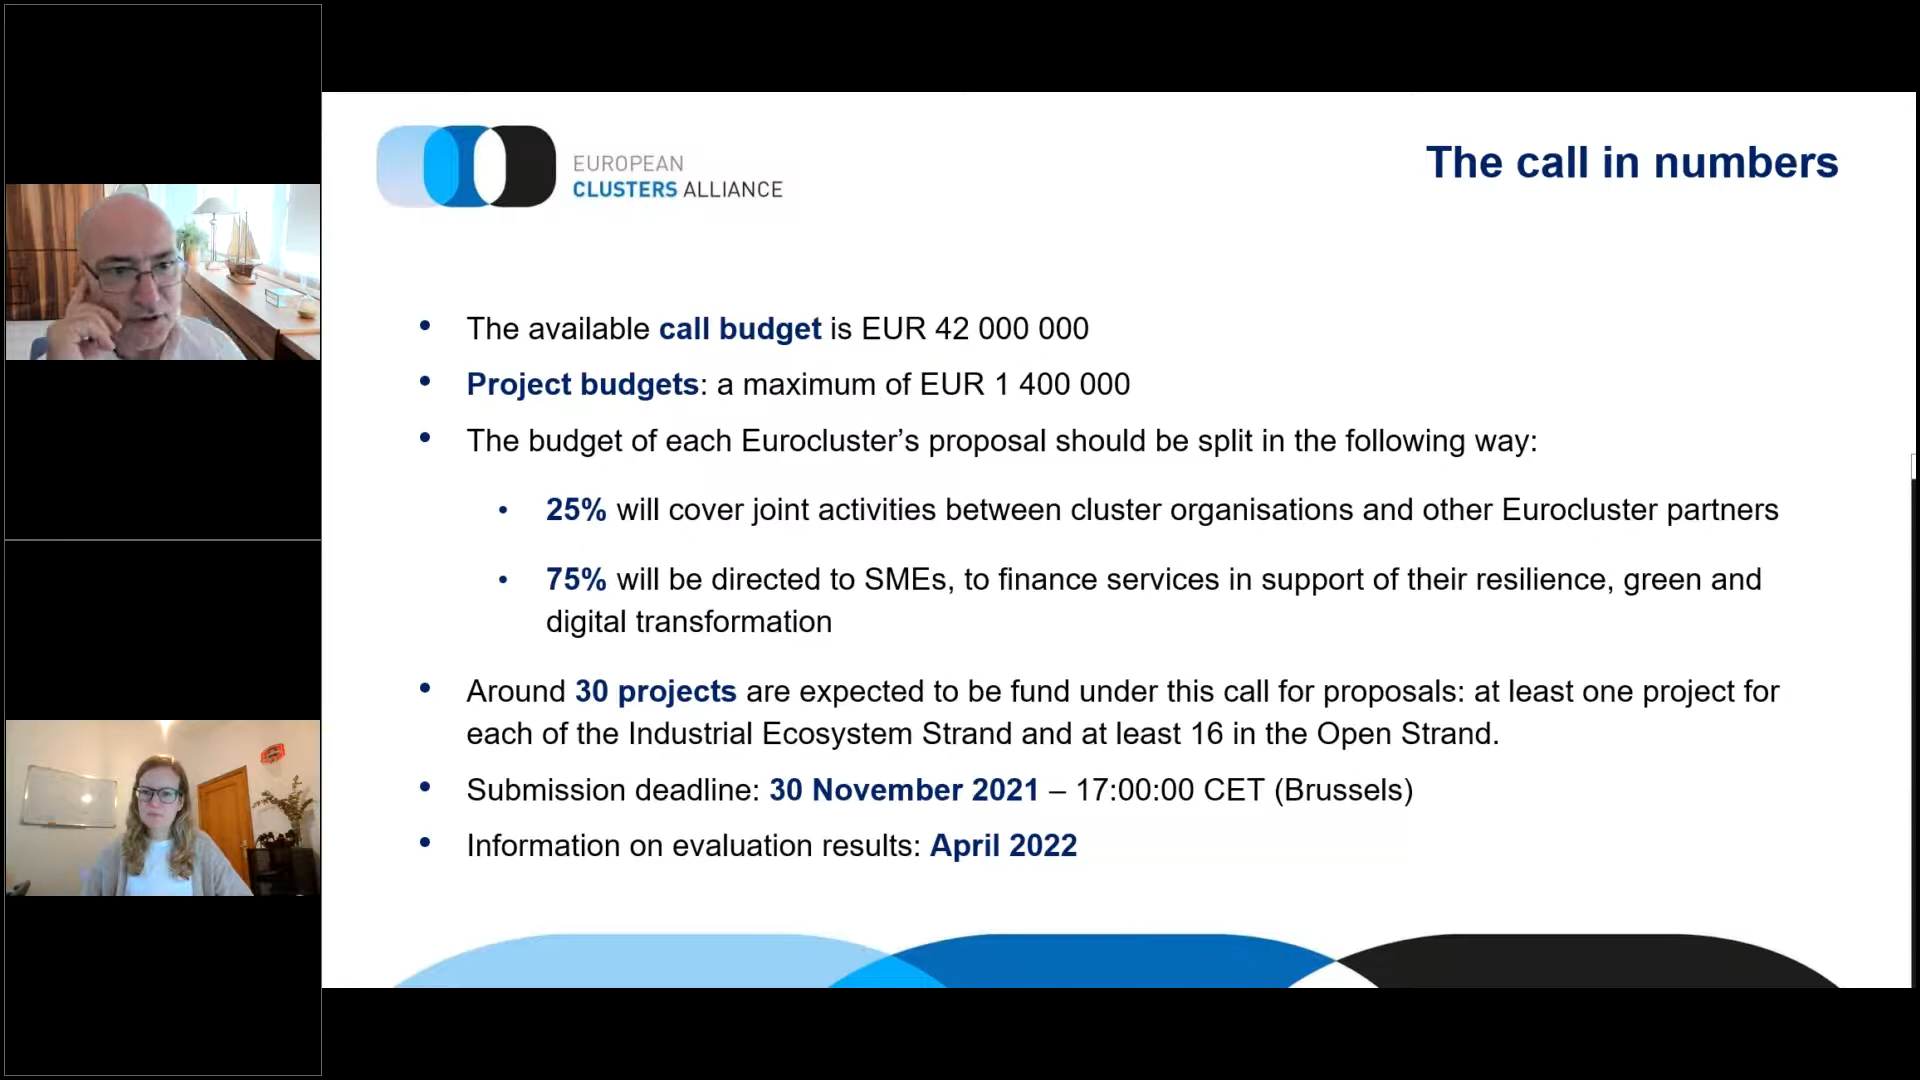 EUROPEAN
CLUSTERS ALLIANCE
The call in numbers
• The available call budget is EUR 42 000 000
• Project budgets: a maximum of EUR 1 400 000
• The budget of each Eurocluster’s proposal should be split in the following way:
• 25% will cover joint activities between cluster organisations and other Eurocluster partners
• 75% will be directed to SMEs, to finance services in support of their resilience, green and
digital transformation
• Around 30 projects are expected to be fund under this call for proposals: at least one project for
each of the Industrial Ecosystem Strand and at least 16 in the Open Strand.
• Submission deadline: 30 November 2021 – 17:00:00 CET (Brussels)
• Information on evaluation results: April 2022